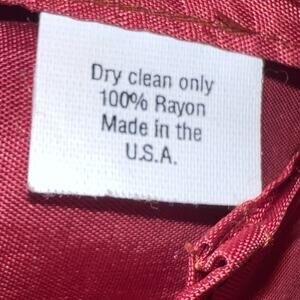 Dry clean only
100% Rayon
Made in the
U.S.A.